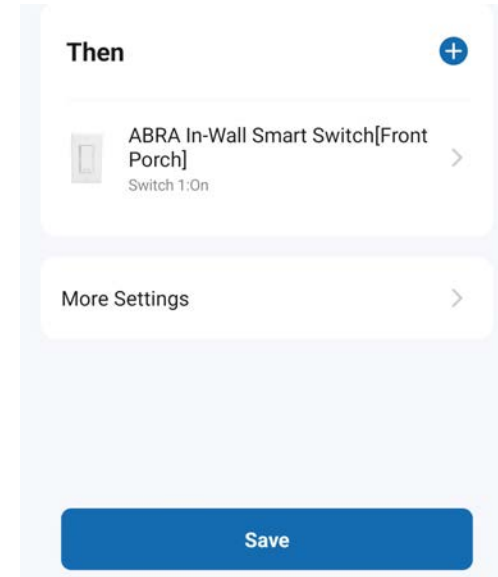 Then
ABRA In-Wall Smart Switch[Front
Porch]
Switch 1:On
More Settings
Save